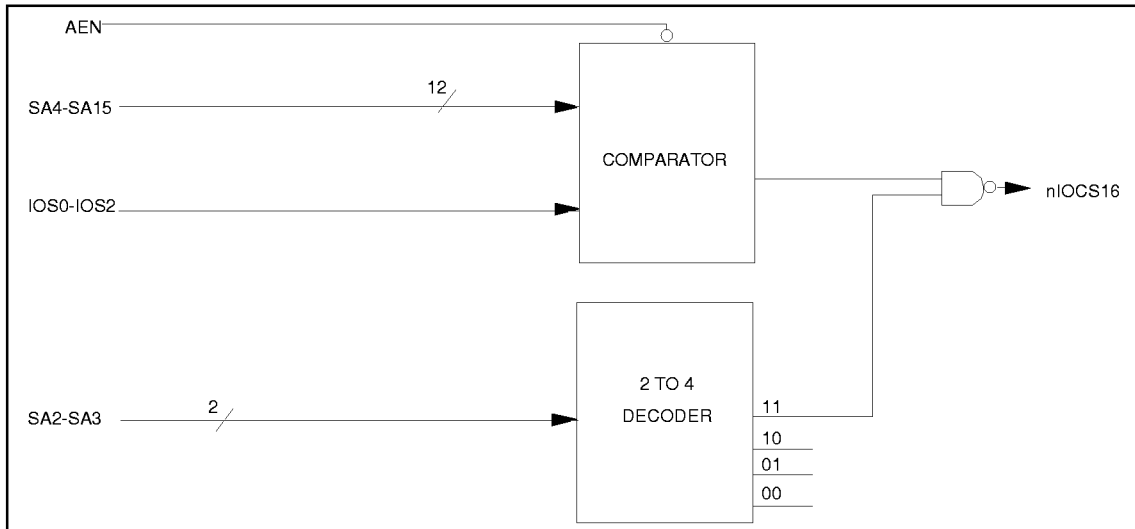 AEN
SA4-SA15
12
COMPARATOR
IOS0-IOS2
nIOCS16
SA2-SA3
2
2 TO 4
DECODER
11
10
01
00